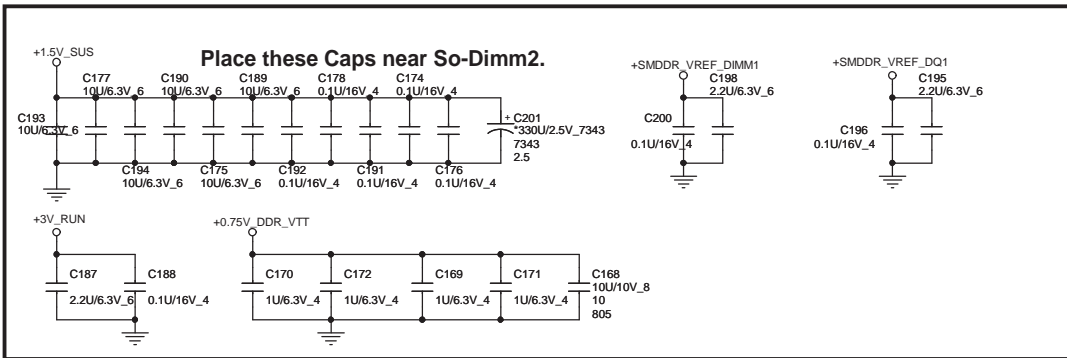 Place these Caps near So-Dimm2.
+1.5V_SUS
C177
10U/6.3V_6
C190
10U/6.3V_6
C189
10U/6.3V_6
C178
0.1U/16V_4
C174
0.1U/16V_4
C193
10U/6.3V_6
C194
10U/6.3V_6
C175
10U/6.3V_6
C192
0.1U/16V_4
C191
0.1U/16V_4
C176
0.1U/16V_4
+
C201
*330U/2.5V_7343
7343
2.5
+SMDDR_VREF_DIMM1
C198
2.2U/6.3V_6
C200
0.1U/16V_4
+SMDDR_VREF_DQ1
C195
2.2U/6.3V_6
C196
0.1U/16V_4
+3V_RUN
C187
2.2U/6.3V_6
C188
0.1U/16V_4
+0.75V_DDR_VTT
C170
1U/6.3V_4
C172
1U/6.3V_4
C169
1U/6.3V_4
C171
1U/6.3V_4
C168
10U/10V_8
10
805